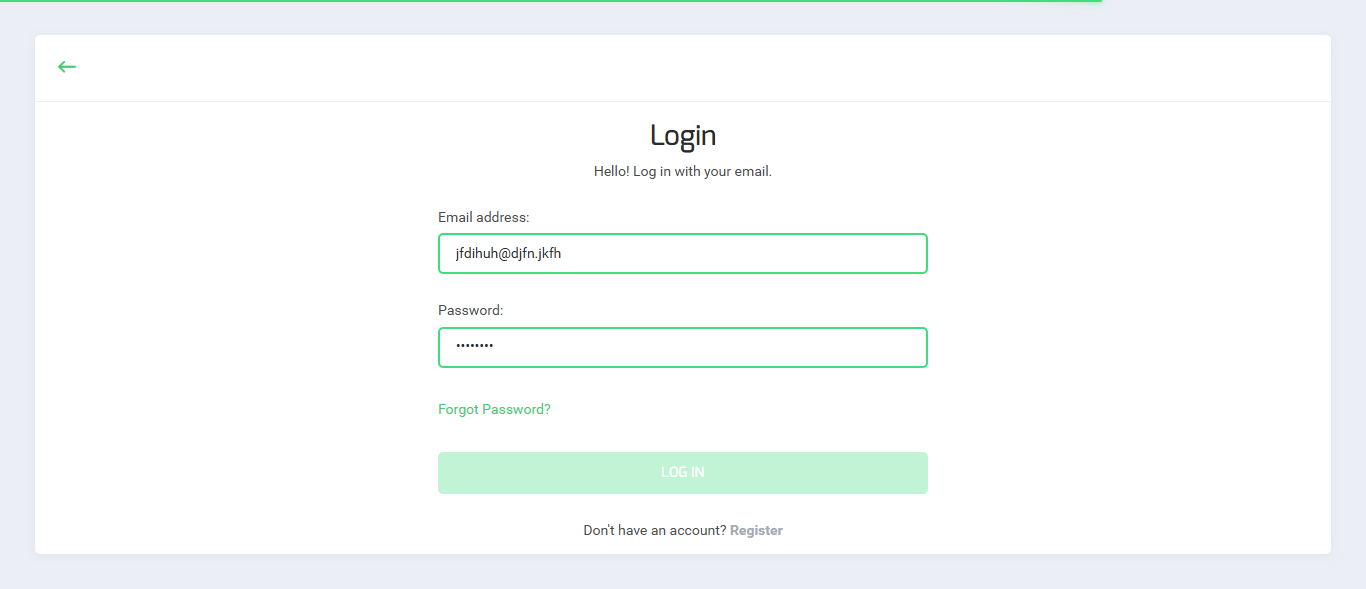 Login
Hello! Log in with your email.
Email address:
jfdihuh@djfn.jkfh
Password:
••••••••
Forgot Password?
LOG IN
Don't have an account? Register